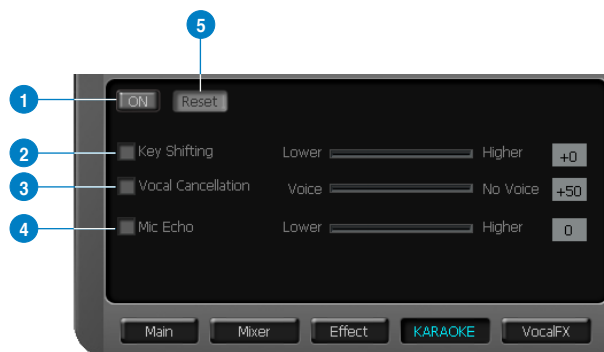 5
1 ON Reset
2 Key Shifting Lower Higher +0
3 Vocal Cancellation Voice No Voice +50
4 Mic Echo Lower Higher 0
Main Mixer Effect KARAOKE VocalFX